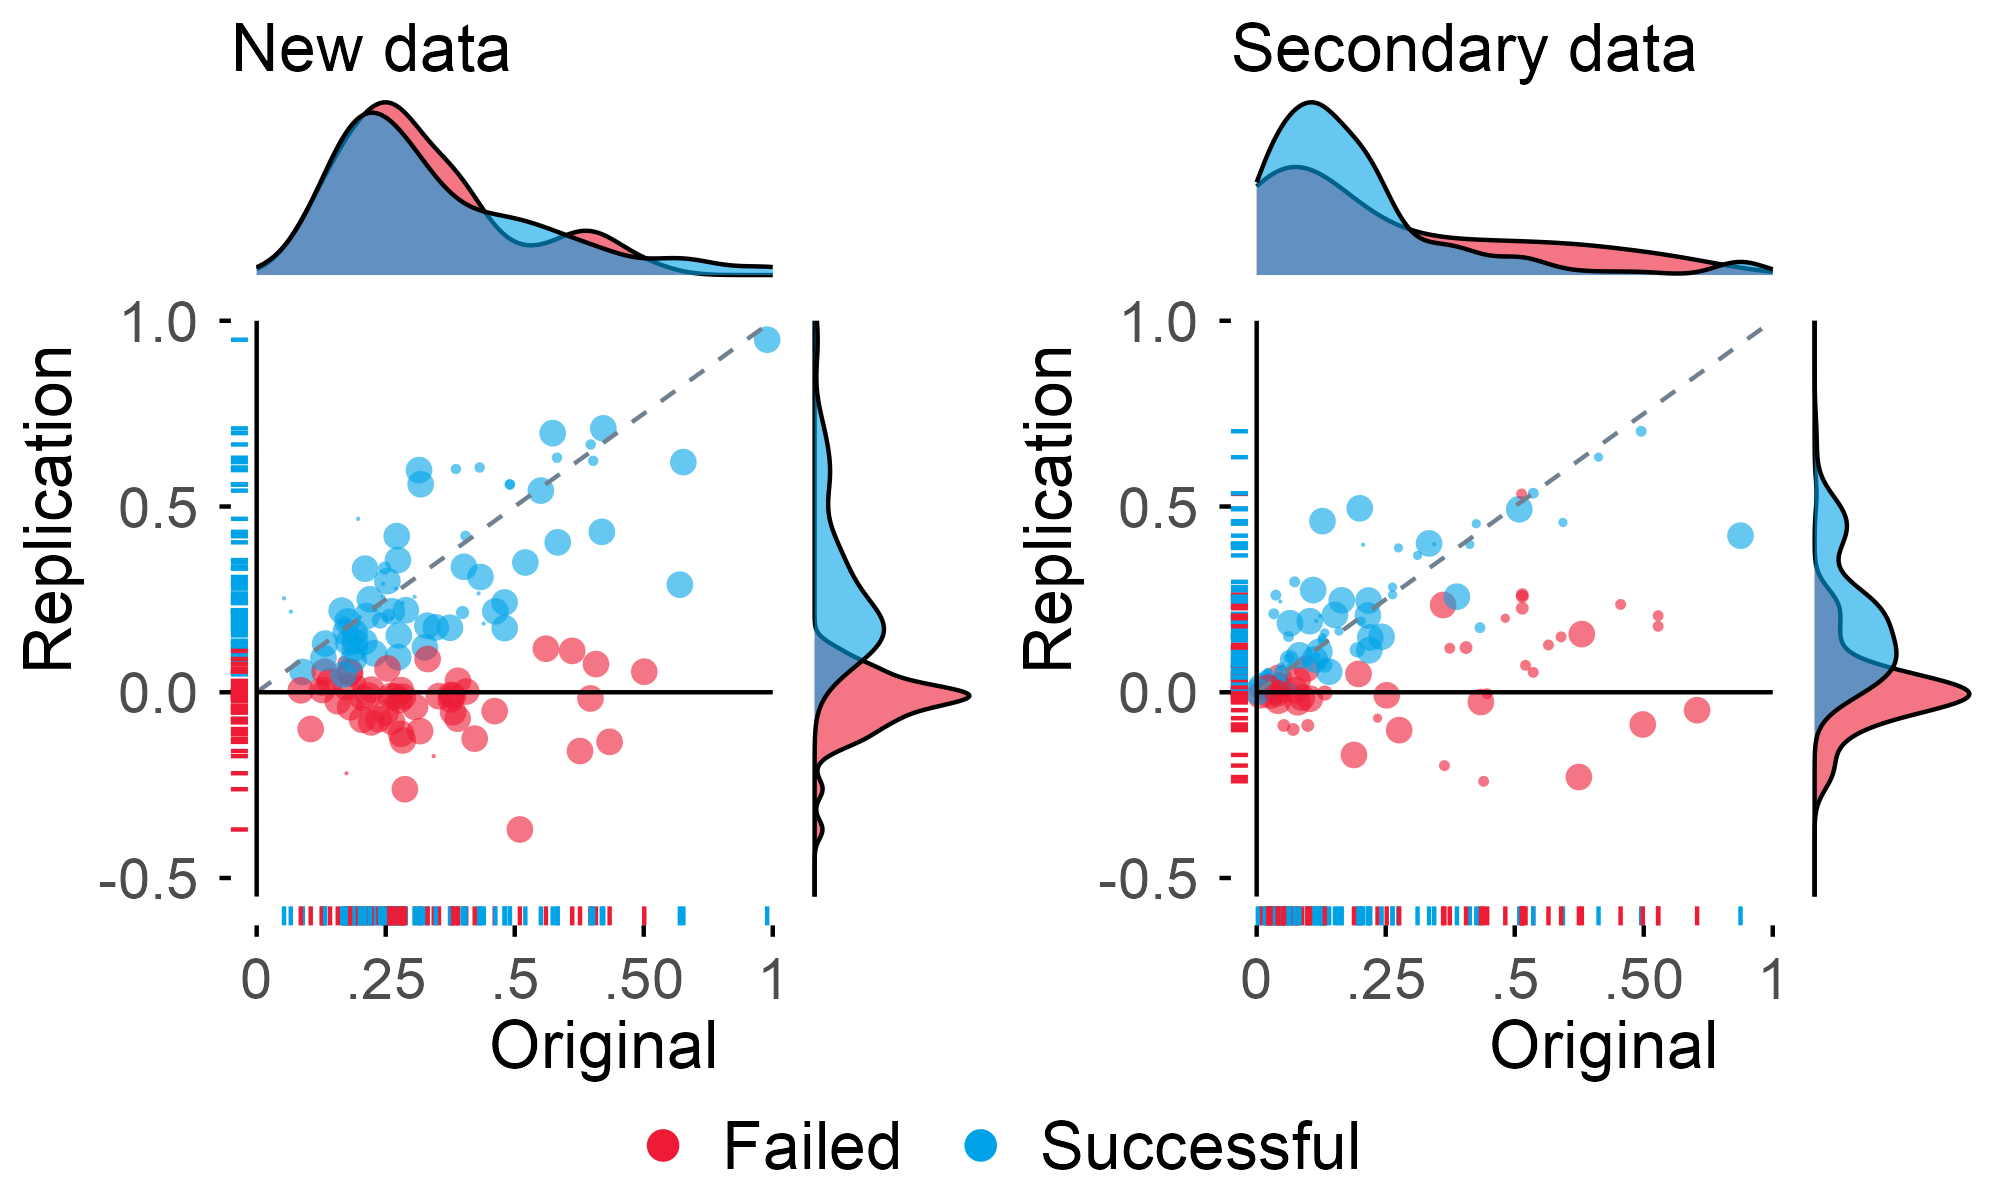 New data
Secondary data
Replication
1.0
0.5
0.0
-0.5
0 .25 .5 .50 1
Original
Replication
1.0
0.5
0.0
-0.5
0 .25 .5 .50 1
Original
Failed Successful